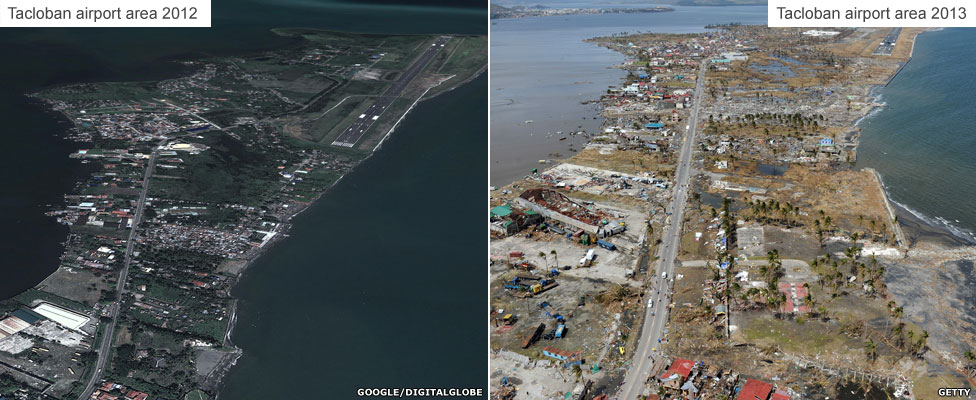 Tacloban airport area 2012
Tacloban airport area 2013
GOOGLE/DIGITALGLOBE
GETTY